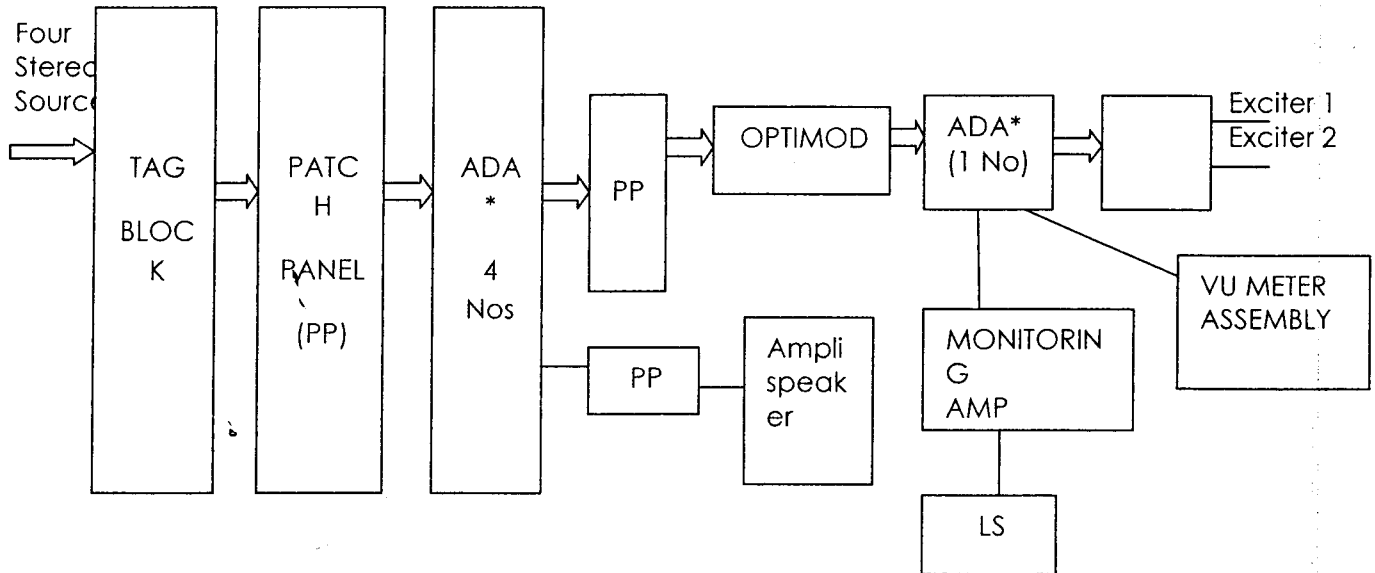 Four
Stereo
Source
TAG
BLOC
K
PATC
H
PANEL
(PP)
ADA
*
4
Nos
PP
OPTIMOD
ADA*
(1 No)
Exciter 1
Exciter 2
PP
Ampli
speak
er
MONITORIN
G
AMP
VU METER
ASSEMBLY
LS